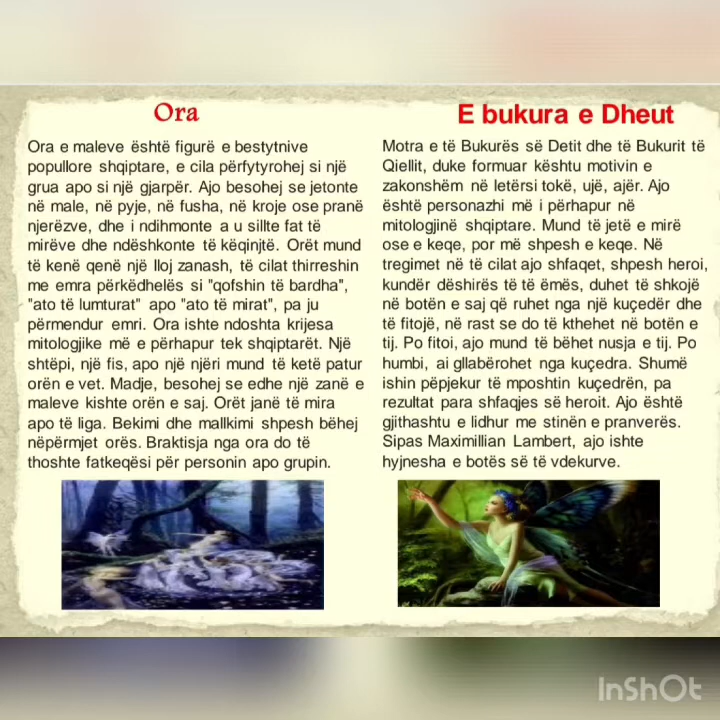 Ora
Ora e maleve është figurë e bestytnive
popullore shqiptare, e cila përfytyrohej si një
grua apo si një gjarpër. Ajo besohej se jetonte
në male, në pyje, në fusha, në kroje ose pranë
njerëzve, dhe i ndihmonte a u sillte fat të
mirëve dhe ndëshkonte të këqinjtë. Orët mund
të kenë qenë një lloj zanash, të cilat thirreshin
me emra përkëdhelës si "qofshin të bardha",
"ato të lumturat" apo "ato të mirat", pa ju
përmendur emri. Ora ishte ndoshta krijesa
mitologjike më e përhapur tek shqiptarët. Një
shtëpi, një fis, apo një njëri mund të ketë patur
orën e vet. Madje, besohej se edhe një zanë e
maleve kishte orën e saj. Orët janë të mira
apo të liga. Bekimi dhe mallkimi shpesh bëhej
nëpërmjet orës. Braktisja nga ora do të
thoshte fatkeqësi për personin apo grupin.
E bukura e Dheut
Motra e të Bukurës së Detit dhe të Bukurit të
Qiellit, duke formuar kështu motivin e
zakonshëm në letërsi tokë, ujë, ajër. Ajo
është personazhi më i përhapur në
mitologjinë shqiptare. Mund të jetë e mirë
ose e keqe, por më shpesh e keqe. Në
tregimet në të cilat ajo shfaqet, shpesh heroi,
kundër dëshirës të të ëmës, duhet të shkojë
në botën e saj që ruhet nga një kuçedër dhe
të fitojë, në rast se do të kthehet në botën e
tij. Po fitoi, ajo mund të bëhet nusja e tij. Po
humbi, ai gllabërohet nga kuçedra. Shumë
ishin përpjekur të mposhtin kuçedrën, pa
rezultat para shfaqjes së heroit. Ajo është
gjithashtu e lidhur me stinën e pranverës.
Sipas Maximillian Lambert, ajo ishte
hyjnesha e botës së të vdekurve.
InShOt